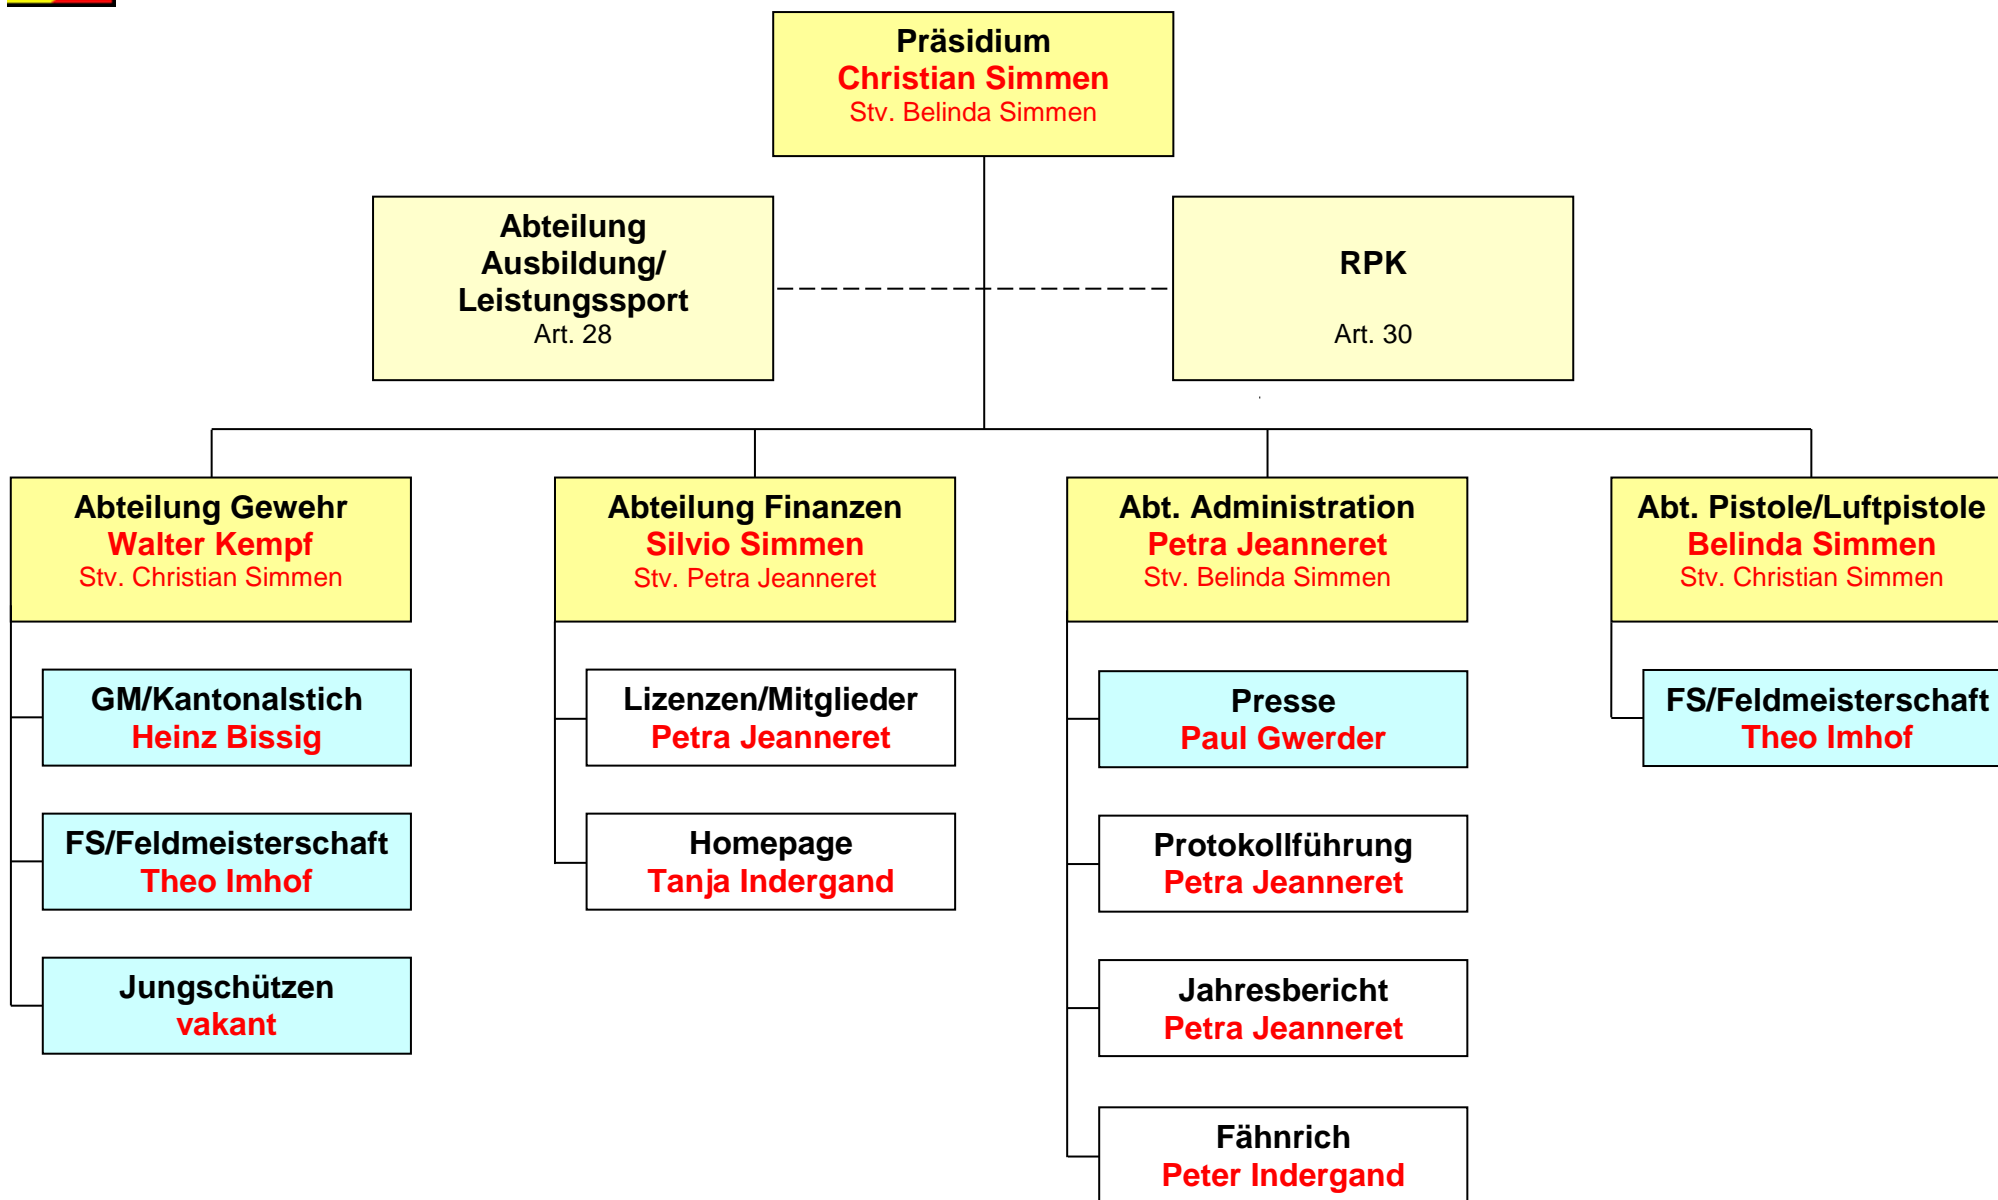 Präsidium
Christian Simmen
Stv. Belinda Simmen
Abteilung
Ausbildung/
Leistungssport
Art. 28
RPK
Art. 30
Abteilung Gewehr
Walter Kempf
Stv. Christian Simmen
Abteilung Finanzen
Silvio Simmen
Stv. Petra Jeanneret
Abt. Administration
Petra Jeanneret
Stv. Belinda Simmen
Abt. Pistole/Luftpistole
Belinda Simmen
Stv. Christian Simmen
GM/Kantonalstich
Heinz Bissig
FS/Feldmeisterschaft
Theo Imhof
Jungschützen
vakant
Lizenzen/Mitglieder
Petra Jeanneret
Homepage
Tanja Indergand
Presse
Paul Gwerder
Protokollführung
Petra Jeanneret
Jahresbericht
Petra Jeanneret
Fähnrich
Peter Indergand
FS/Feldmeisterschaft
Theo Imhof